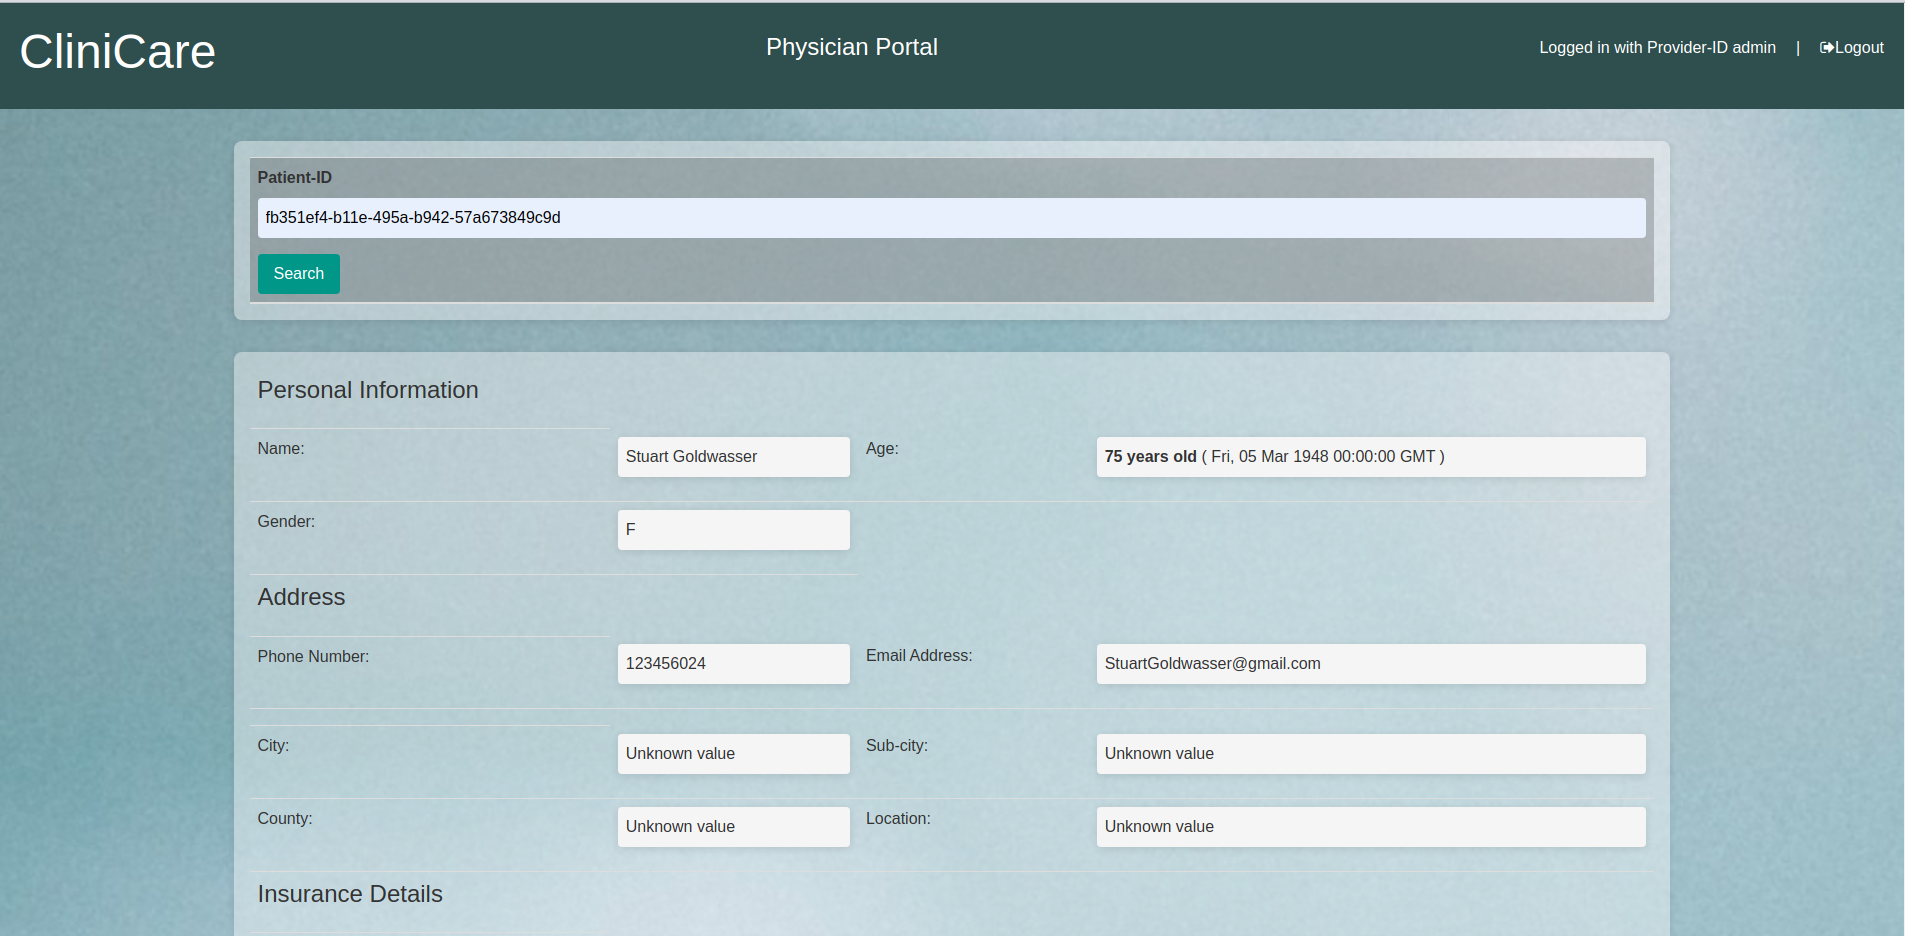 CliniCare
Physician Portal
Logged in with Provider-ID admin | Logout
Patient-ID
fb351ef4-b11e-495a-b942-57a673849c9d
Search
Personal Information
Name: Stuart Goldwasser Age: 75 years old ( Fri, 05 Mar 1948 00:00:00 GMT )
Gender: F
Address
Phone Number: 123456024 Email Address: StuartGoldwasser@gmail.com
City: Unknown value Sub-city: Unknown value
County: Unknown value Location: Unknown value
Insurance Details